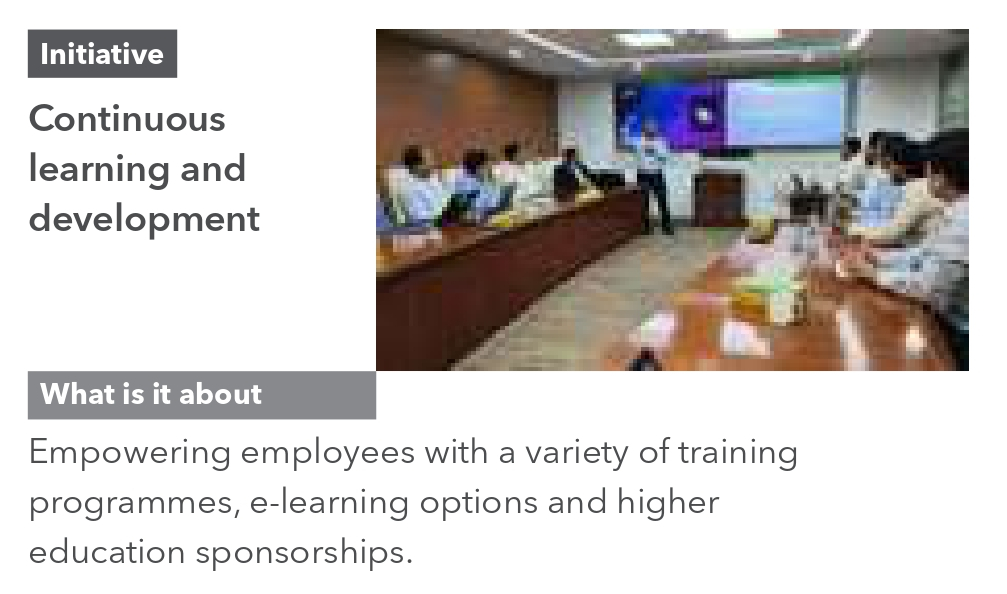 Initiative
Continuous
learning and
development
What is it about
Empowering employees with a variety of training
programmes, e-learning options and higher
education sponsorships.